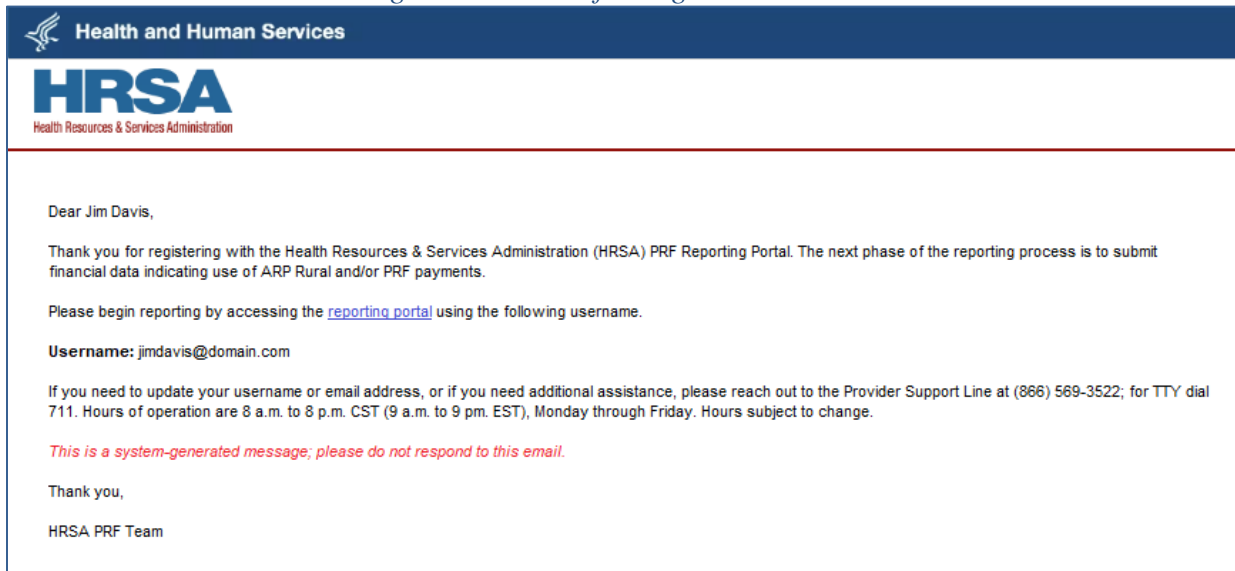 Health and Human Services
HRSA
Health Resources & Services Administration
Dear Jim Davis,
Thank you for registering with the Health Resources & Services Administration (HRSA) PRF Reporting Portal. The next phase of the reporting process is to submit
financial data indicating use of ARP Rural and/or PRF payments.
Please begin reporting by accessing the reporting portal using the following username.
Username: jimdavis@domain.com
If you need to update your username or email address, or if you need additional assistance, please reach out to the Provider Support Line at (866) 569-3522; for TTY dial
711. Hours of operation are 8 a.m. to 8 p.m. CST (9 a.m. to 9 pm. EST), Monday through Friday. Hours subject to change.
This is a system-generated message; please do not respond to this email.
Thank you,
HRSA PRF Team